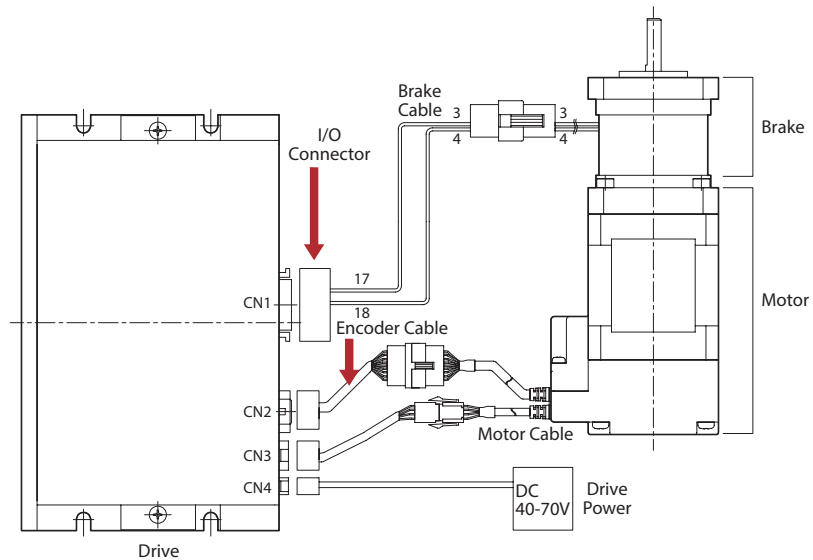 Brake
Cable
3
3
4
4
Brake
I/O
Connector
17
CN1
18
Motor
Encoder Cable
CN2
Motor Cable
CN3
CN4
DC
40-70V
Drive
Power
Drive